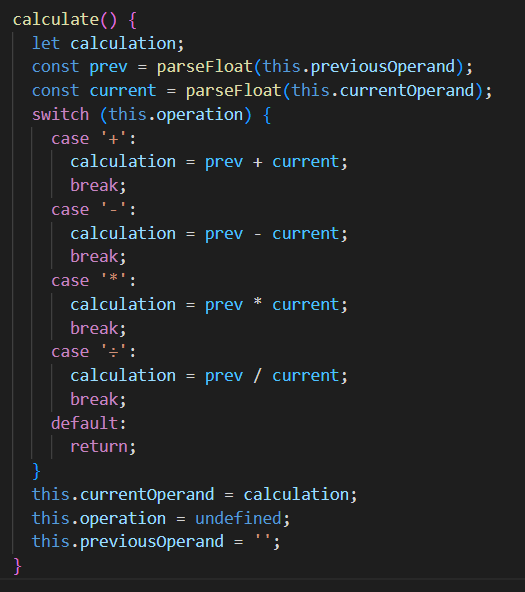 calculate() {
let calculation;
const prev = parseFloat(this.previousOperand);
const current = parseFloat(this.currentOperand);
switch (this.operation) {
case '+':
calculation = prev + current;
break;
case '-':
calculation = prev - current;
break;
case '*':
calculation = prev * current;
break;
case '÷':
calculation = prev / current;
break;
default:
return;
}
this.currentOperand = calculation;
this.operation = undefined;
this.previousOperand = '';
}